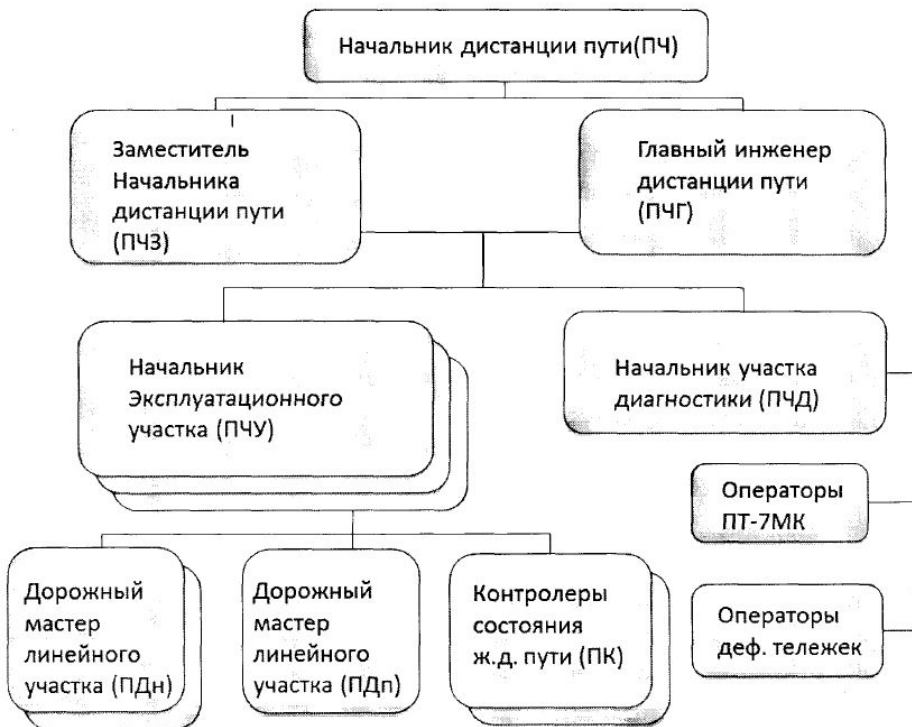 Начальник дистанции пути(ПЧ)
Заместитель
Начальника
дистанции пути
(ПЧЗ)
Главный инженер
дистанции пути
(ПЧГ)
Начальник
Эксплуатационного
участка (ПЧУ)
Начальник участка
диагностики (ПЧД)
Операторы
ПТ-7МК
Дорожный
мастер
линейного
участка (ПДн)
Дорожный
мастер
линейного
участка (ПДп)
Контролеры
состояния
ж.д. пути (ПК)
Операторы
деф. тележек